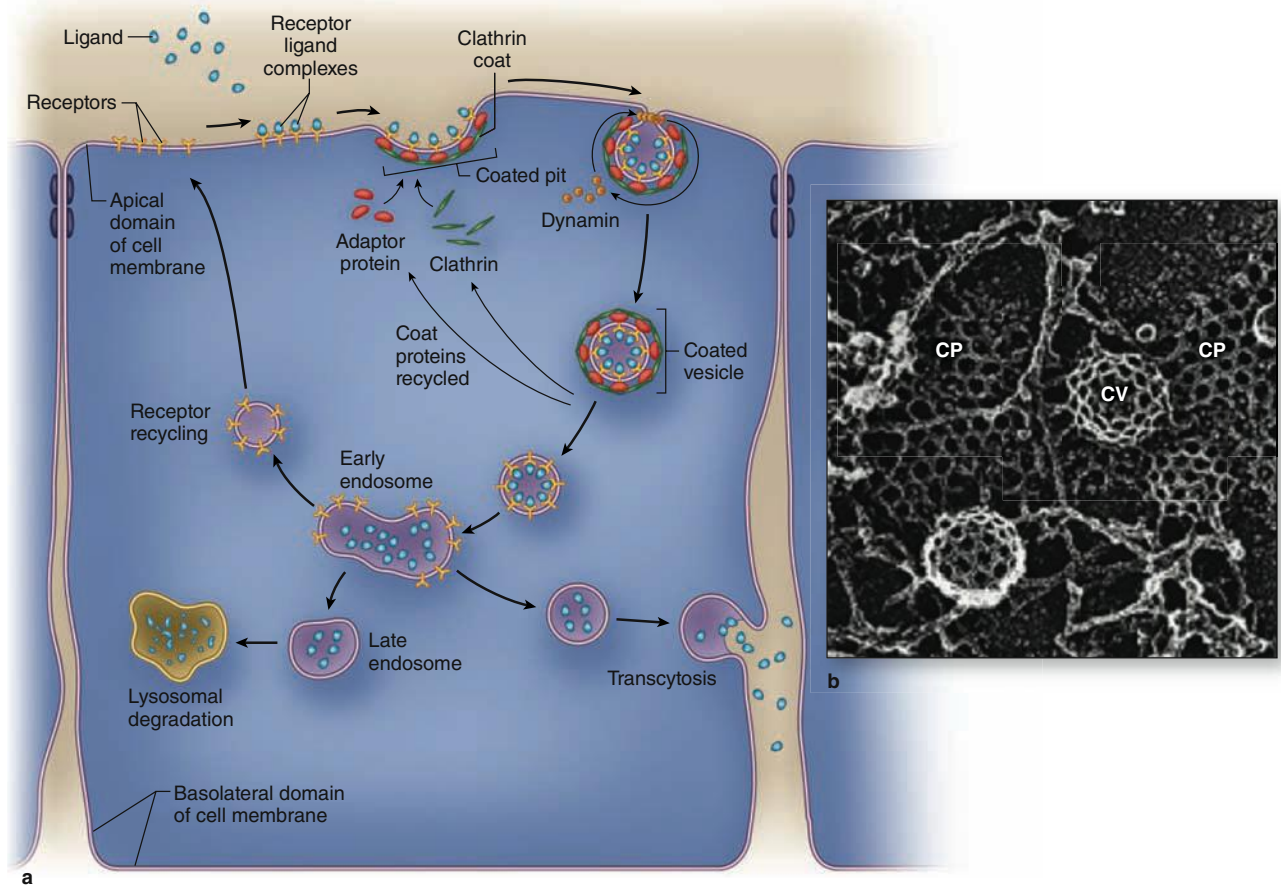 Ligand
Receptor
ligand
complexes
Clathrin
coat
Receptors
Coated pit
Apical
domain
of cell
membrane
Adaptor
protein
Clathrin
Dynamin
Coat
proteins
recycled
Coated
vesicle
Receptor
recycling
Early
endosome
Late
endosome
Lysosomal
degradation
Transcytosis
Basolateral domain
of cell membrane
a
CP
CP
CV
b